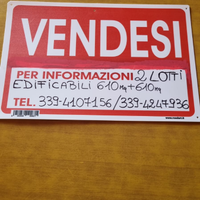 VENDESI
PER INFORMAZIONI 2 LOTTI
EDIFICABILI 610mq+610mq
TEL. 339-4107156/339-4247936